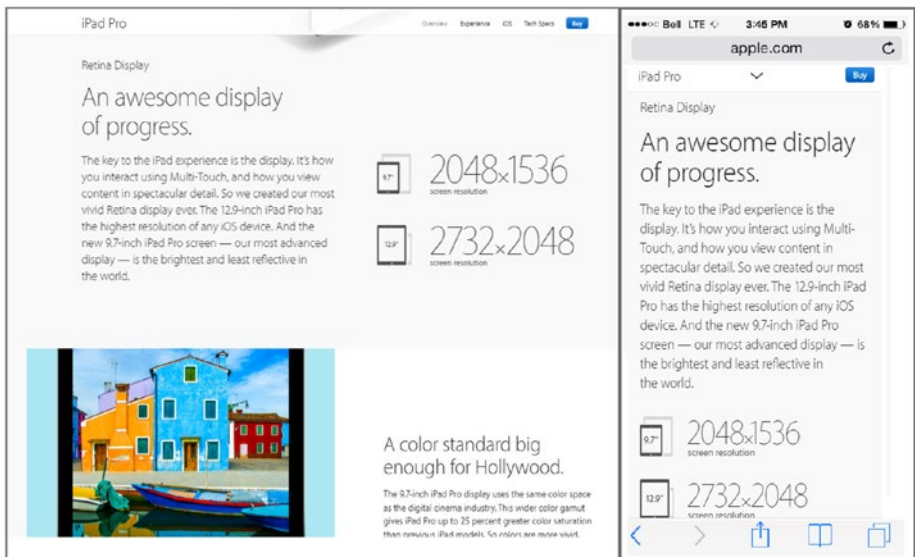 iPad Pro
Overview Experience iOS Tech Specs Buy
Retina Display
An awesome display
of progress.
The key to the iPad experience is the display. It's how
you interact using Multi-Touch, and how you view
content in spectacular detail. So we created our most
vivid Retina display ever. The 12.9-inch iPad Pro has
the highest resolution of any iOS device. And the
new 9.7-inch iPad Pro screen — our most advanced
display — is the brightest and least reflective in
the world.
9.7"
2048x1536
screen resolution
12.9"
2732x2048
screen resolution
A color standard big
enough for Hollywood.
The 9.7-inch iPad Pro display uses the same color space
as the digital cinema industry. This wider color gamut
gives iPad Pro up to 25 percent greater color saturation
than previous iPad models. So colors are more vivid,
Bell LTE 3:45 PM 68%
apple.com
iPad Pro Buy
Retina Display
An awesome display
of progress.
The key to the iPad experience is the
display. It's how you interact using Multi-
Touch, and how you view content in
spectacular detail. So we created our most
vivid Retina display ever. The 12.9-inch iPad
Pro has the highest resolution of any iOS
device. And the new 9.7-inch iPad Pro
screen — our most advanced display — is
the brightest and least reflective in
the world.
9.7"
2048x1536
screen resolution
12.9"
2732x2048
screen resolution